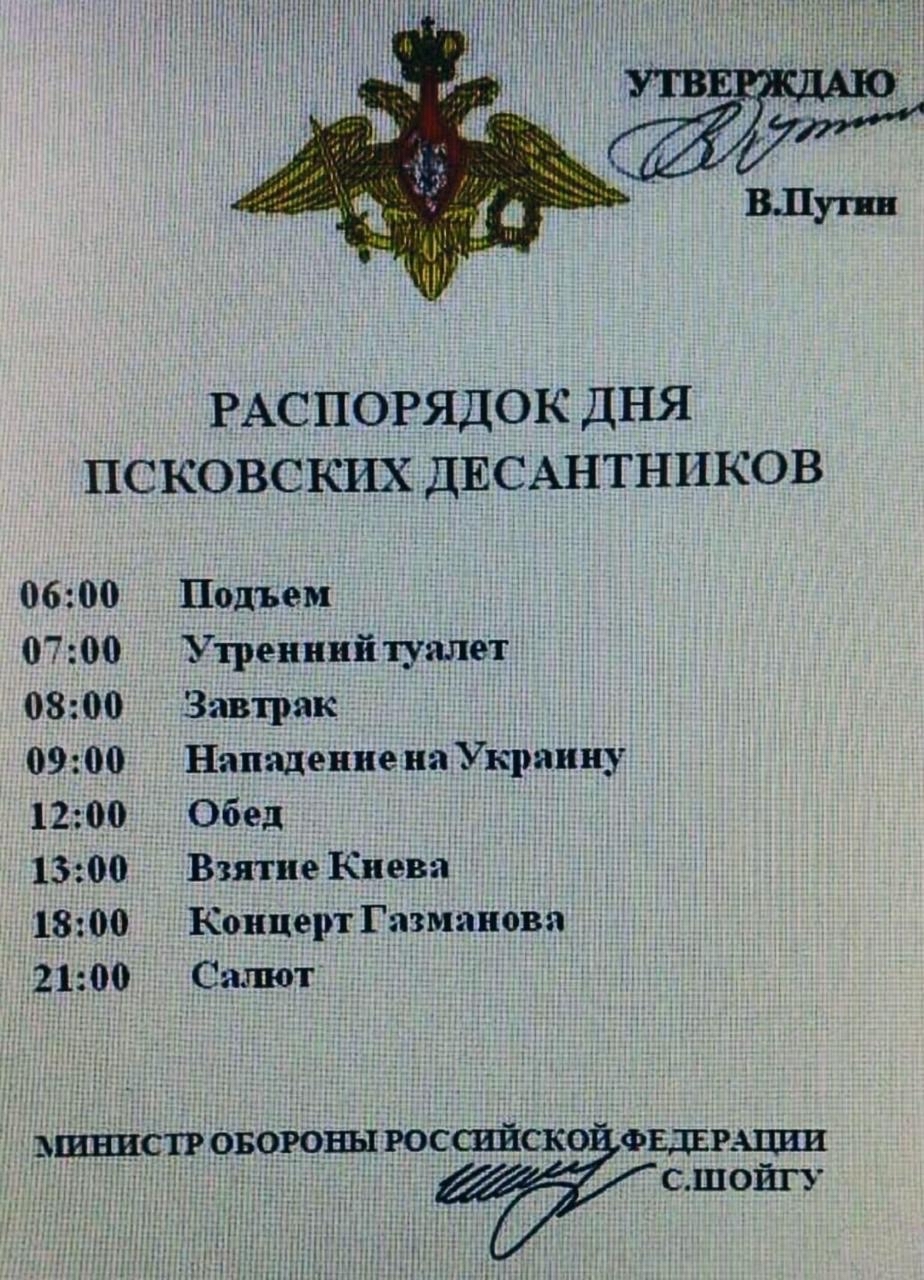 УТВЕРЖДАЮ
В.Путин
РАСПОРЯДОК ДНЯ
ПСКОВСКИХ ДЕСАНТНИКОВ
06:00 Подъем
07:00 Утренний туалет
08:00 Завтрак
09:00 Нападение на Украину
12:00 Обед
13:00 Взятие Киева
18:00 Концерт Газманова
21:00 Салют
МИНИСТР ОБОРОНЫ РОССИЙСКОЙ ФЕДЕРАЦИИ
С.ШОЙГУ